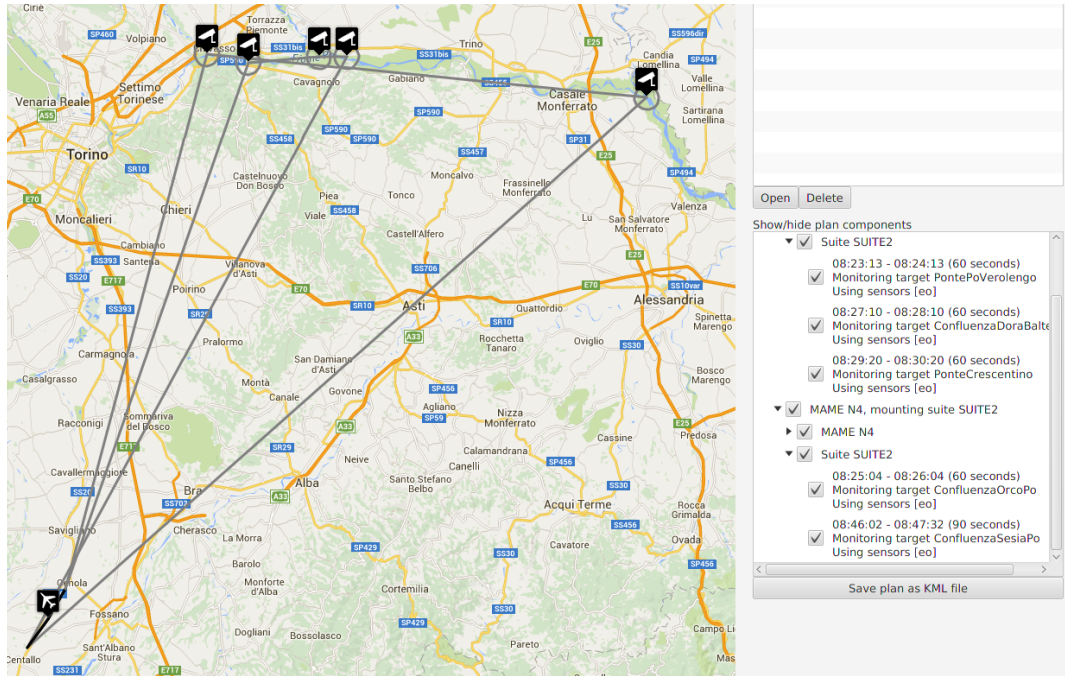 Cirie
Torrazza
Piemonte
SP460
Volpiano
SS31bis
Trino
E25
SS596dir
Candia
Lomellina
SP494
SP590
SS31bis
Gabiano
Cavagnolo
Valle
Lomellina
Settimo
Torinese
Venaria Reale
A55
Casale
Monferrato
Sartirana
Lomellina
SP590
SP590
SP590
SS458
SP31
Torino
SS457
E25
SR10
Moncalvo
SP494
Castelnuovo
Don Bosco
Frassinello
Monferrato
E70
Piea
Tonco
Valenza
Chieri
Viale
SS458
Lu
San Salvatore
Monferrato
Moncalieri
Castell'Alfero
Cambiano
Santena
SS393
Villanova
d'Asti
SS706
E25
SS20
E717
Poirino
E70
E70
SS10var
SR10
Asti
Quattordio
Alessandria
SS393
SR29
A33
SR10
Spinetta
Marengo
Pralormo
Rocchetta
Tanaro
Oviglio
SS30
Carmagnola
San Damiano
d'Asti
Bosco
Marengo
Casalgrasso
Montà
Govone
SP456
Canale
Agliano
SP59
Nizza
Monferrato
Sommariva
del Bosco
Racconigi
A33
E25
Predosa
E717
SR29
Cassine
Calamandrana
Neive
Canelli
SP456
Cavallermaggiore
Santo Stefano
Belbo
SS20
Bra
Alba
SS30
A33
SS702
Acqui Terme
Rocca
Grimalda
Savigliano
Cherasco
SS456
La Morra
Ovada
SP429
Cavatore
SS30
Barolo
SP456
Genola
Monforte
d'Alba
Cortemilia
Fossano
SS30
SP429
Dogliani
Bossolasco
Campo Li
Sant'Albano
Stura
Pareto
Centallo
SS231
E717
Mas
Open
Delete
Show/hide plan components
Suite SUITE2
08:23:13 - 08:24:13 (60 seconds)
Monitoring target PontePoVerolengo
Using sensors [eo]
08:27:10 - 08:28:10 (60 seconds)
Monitoring target ConfluenzaDoraBalte
Using sensors [eo]
08:29:20 - 08:30:20 (60 seconds)
Monitoring target PonteCrescentino
Using sensors [eo]
MAME N4, mounting suite SUITE2
MAME N4
Suite SUITE2
08:25:04 - 08:26:04 (60 seconds)
Monitoring target ConfluenzaOrcoPo
Using sensors [eo]
08:46:02 - 08:47:32 (90 seconds)
Monitoring target ConfluenzaSesiaPo
Using sensors [eo]
Save plan as KML file